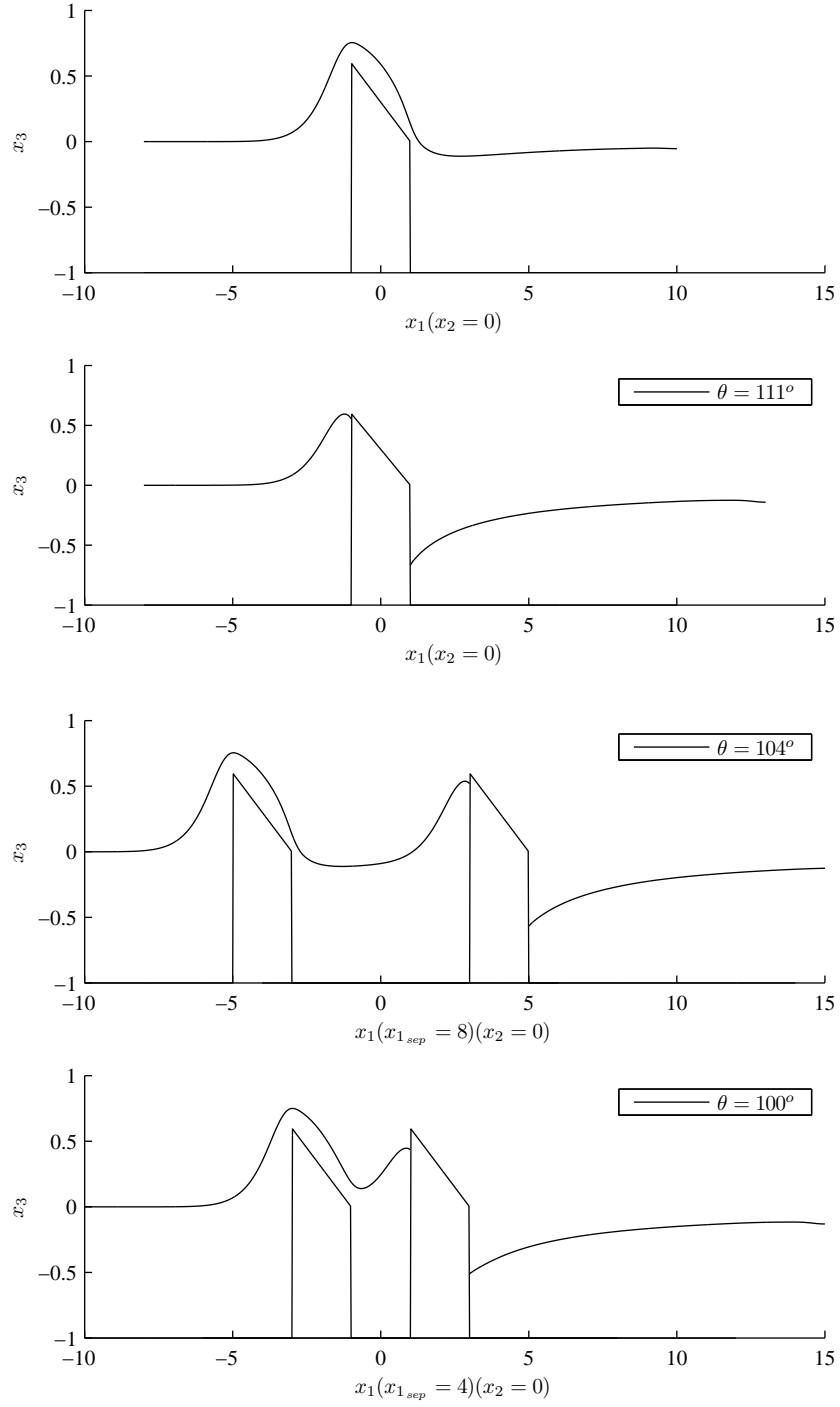 1
0.5
0
−0.5
−1
x₃
−10 −5 0 5 10 15
x₁(x₂ = 0)
1
0.5
0
−0.5
−1
x₃
θ = 111ᵒ
−10 −5 0 5 10 15
x₁(x₂ = 0)
1
0.5
0
−0.5
−1
x₃
θ = 104ᵒ
−10 −5 0 5 10 15
x₁(x₁ₛₑₚ = 8)(x₂ = 0)
1
0.5
0
−0.5
−1
x₃
θ = 100ᵒ
−10 −5 0 5 10 15
x₁(x₁ₛₑₚ = 4)(x₂ = 0)